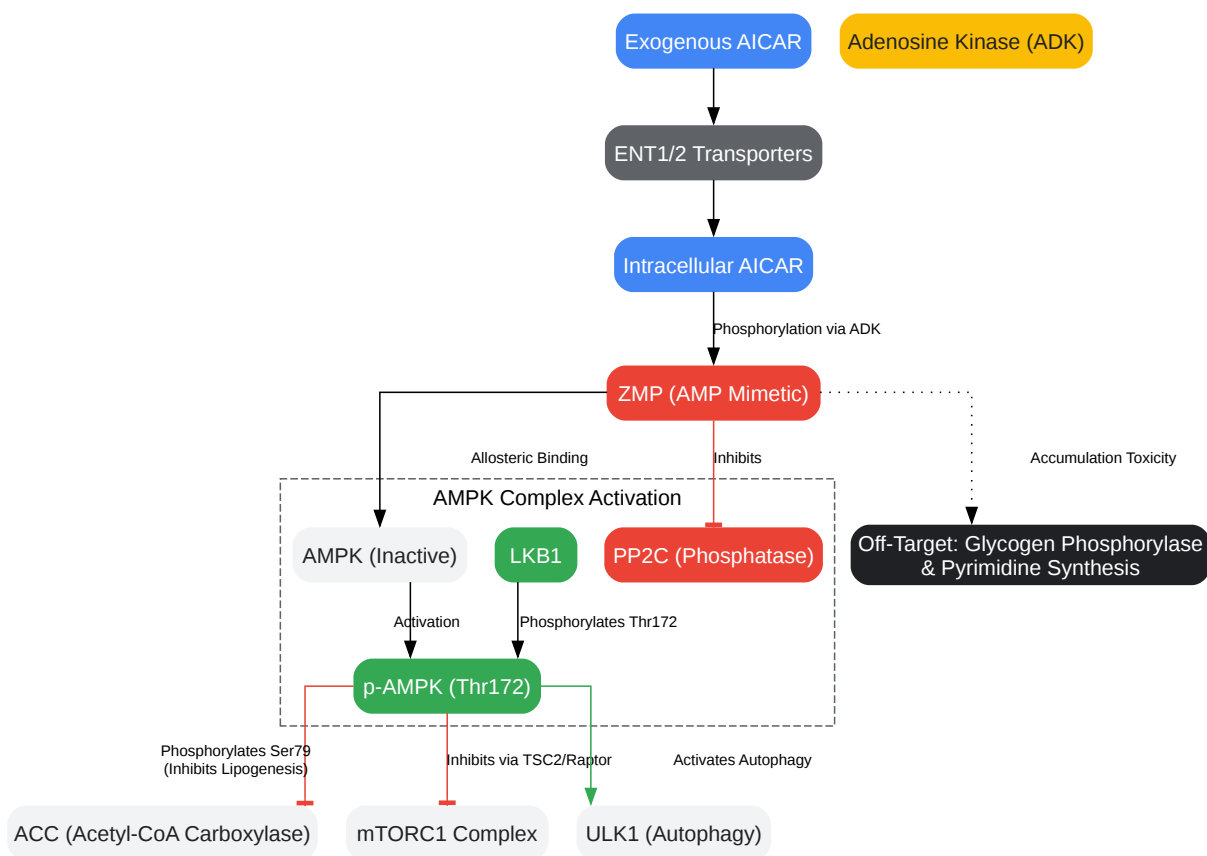 Exogenous AICAR
Adenosine Kinase (ADK)
ENT1/2 Transporters
Intracellular AICAR
Phosphorylation via ADK
ZMP (AMP Mimetic)
Allosteric Binding
Inhibits
Accumulation Toxicity
AMPK Complex Activation
AMPK (Inactive)
LKB1
PP2C (Phosphatase)
Off-Target: Glycogen Phosphorylase
& Pyrimidine Synthesis
Activation
Phosphorylates Thr172
p-AMPK (Thr172)
Phosphorylates Ser79
(Inhibits Lipogenesis)
Inhibits via TSC2/Raptor
Activates Autophagy
ACC (Acetyl-CoA Carboxylase)
mTORC1 Complex
ULK1 (Autophagy)